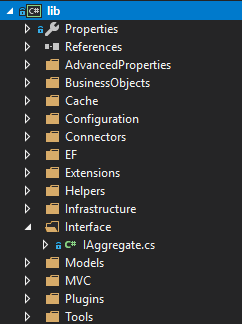 C# lib
Properties
References
AdvancedProperties
BusinessObjects
Cache
Configuration
Connectors
EF
Extensions
Helpers
Infrastructure
Interface
C# IAggregate.cs
Models
MVC
Plugins
Tools